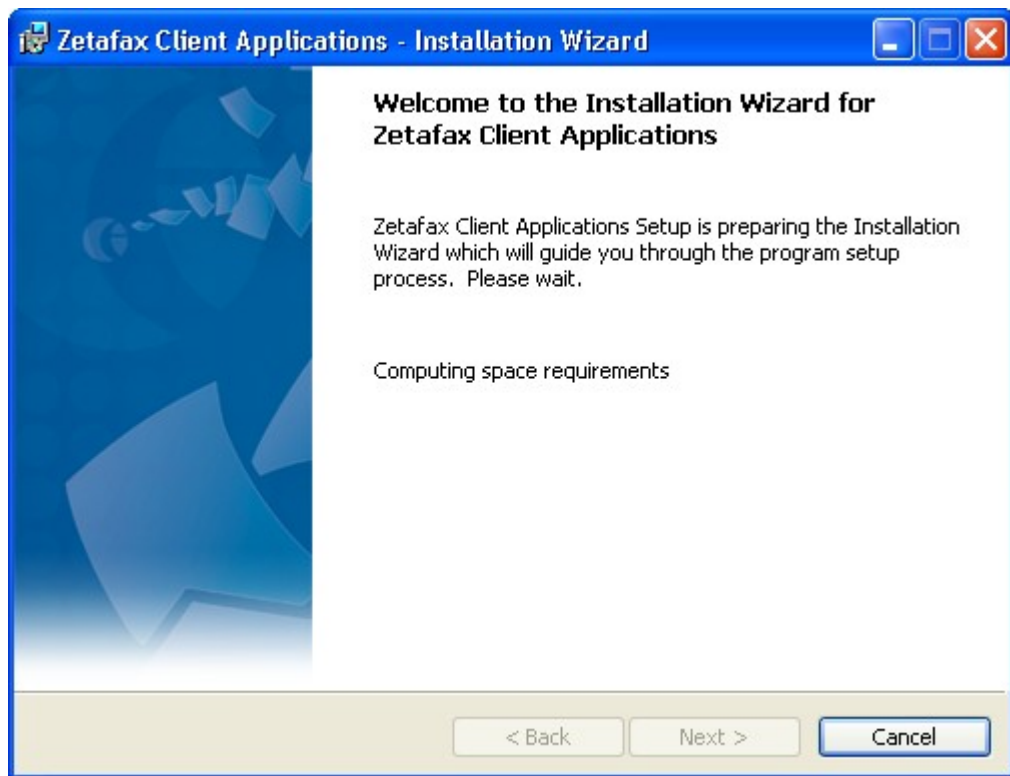 Zetafax Client Applications - Installation Wizard
Welcome to the Installation Wizard for
Zetafax Client Applications
Zetafax Client Applications Setup is preparing the Installation
Wizard which will guide you through the program setup
process.  Please wait.
Computing space requirements
< Back
Next >
Cancel